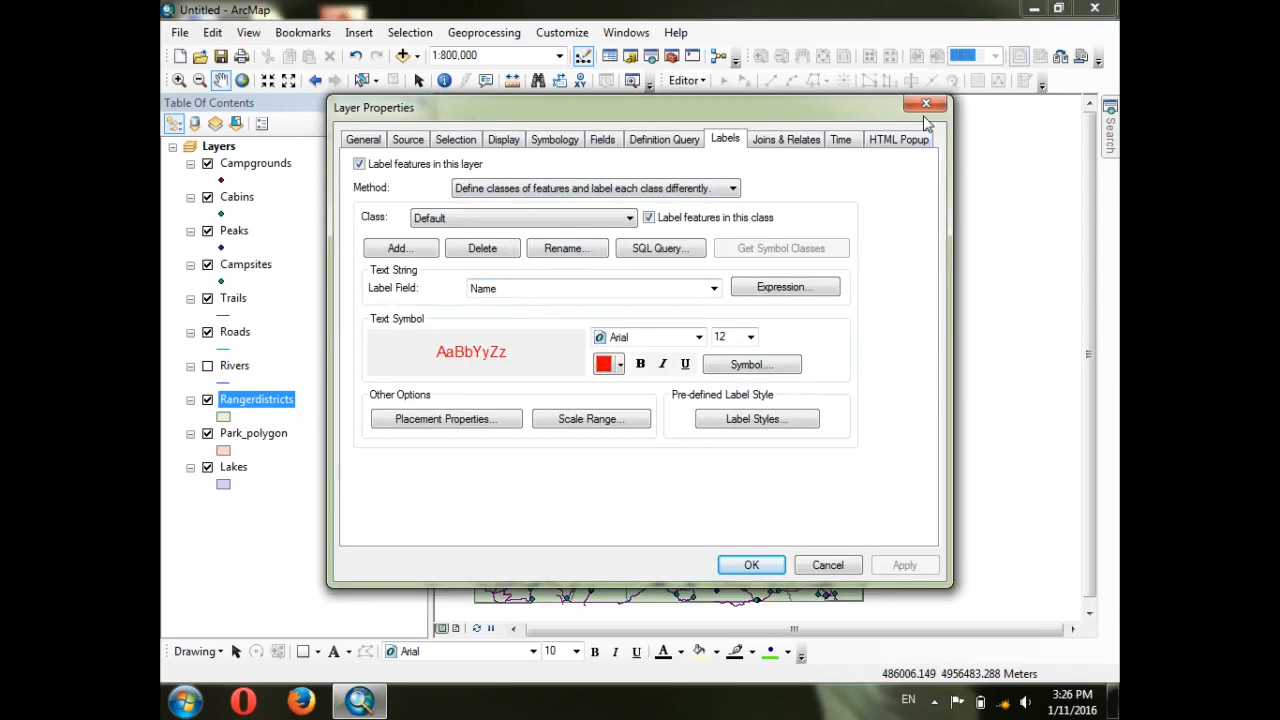 Untitled - ArcMap
File Edit View Bookmarks Insert Selection Geoprocessing Customize Windows Help
1:800,000
100%
Editor
Table Of Contents
Layers
Campgrounds
Cabins
Peaks
Campsites
Trails
Roads
Rivers
Rangerdistricts
Park_polygon
Lakes
Layer Properties
General Source Selection Display Symbology Fields Definition Query Labels Joins & Relates Time HTML Popup
Label features in this layer
Method: Define classes of features and label each class differently.
Class: Default Label features in this class
Add... Delete Rename... SQL Query... Get Symbol Classes
Text String
Label Field: Name Expression...
Text Symbol
AaBbYyZz
Arial 12
B I U Symbol...
Other Options Pre-defined Label Style
Placement Properties... Scale Range... Label Styles...
OK Cancel Apply
Search
Drawing A Arial 10 B I U A
486006.149 4956483.288 Meters
EN 3:26 PM
1/11/2016